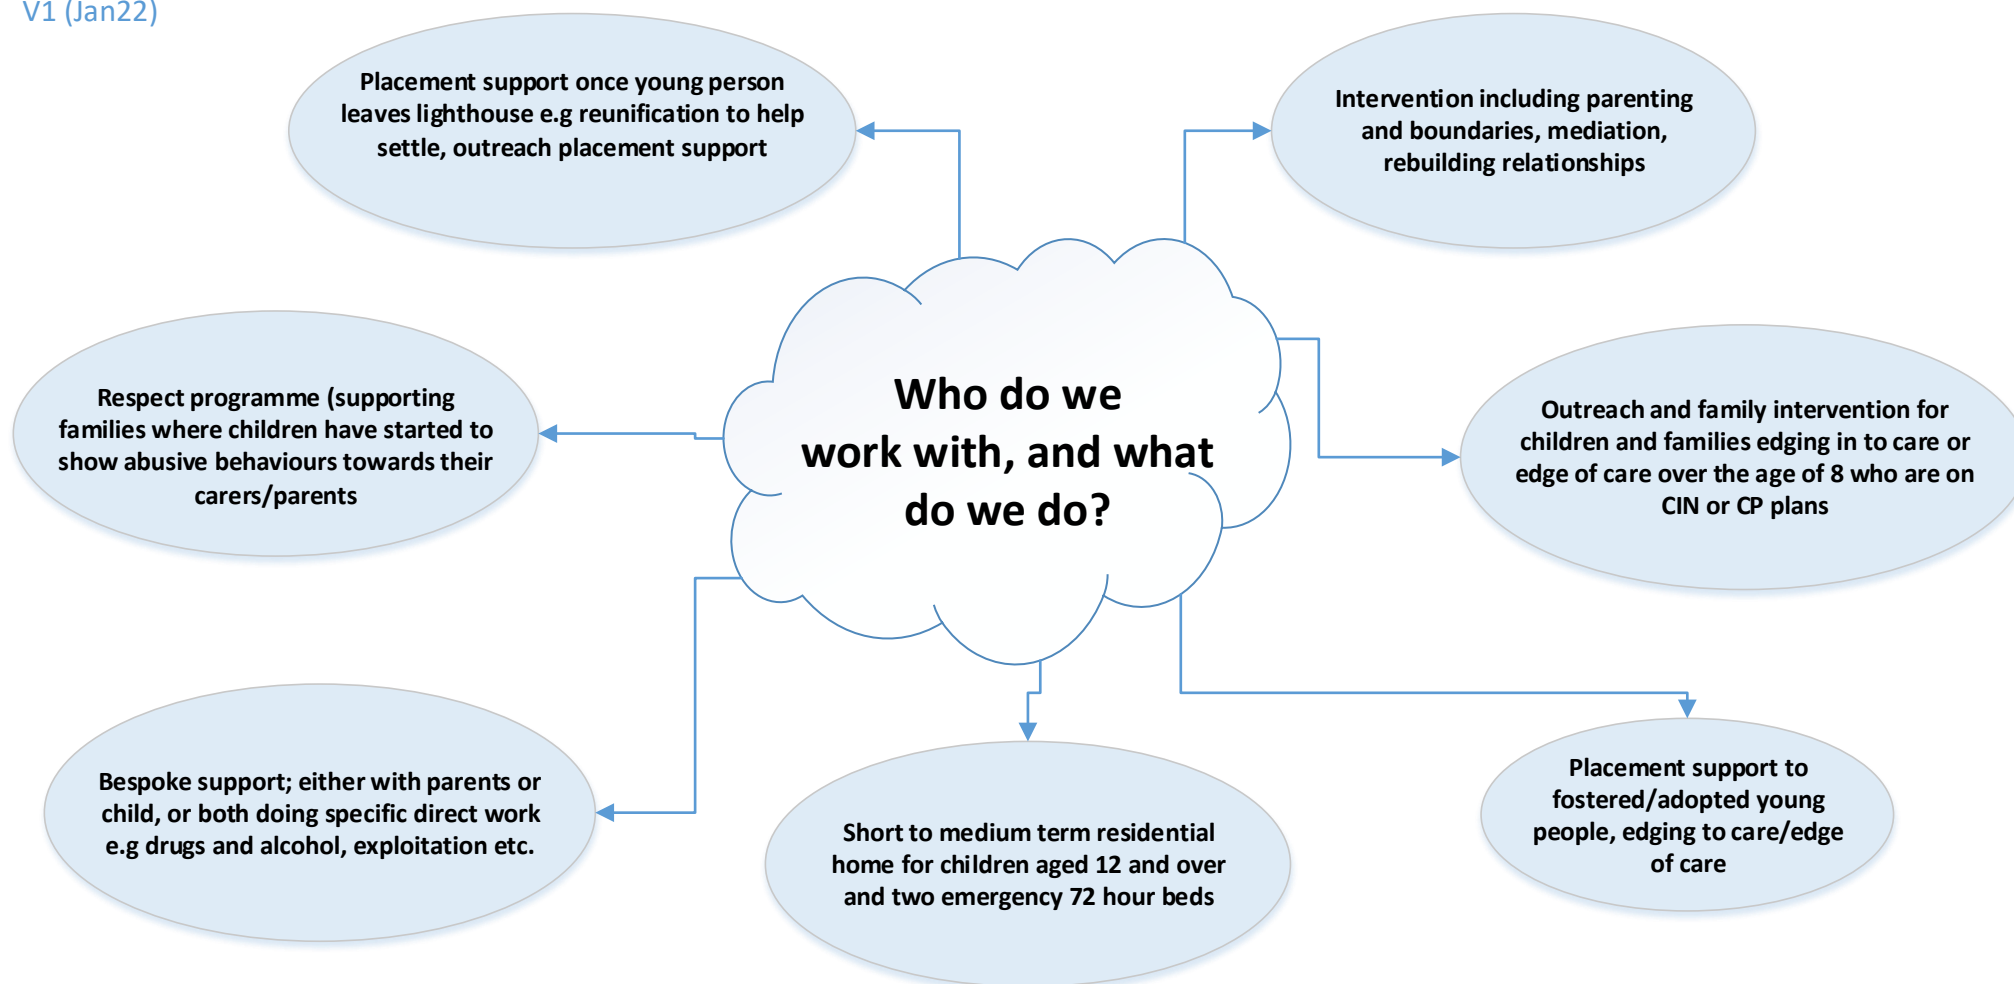 V1 (Jan22)
Placement support once young person
leaves lighthouse e.g reunification to help
settle, outreach placement support
Intervention including parenting
and boundaries, mediation,
rebuilding relationships
Respect programme (supporting
families where children have started to
show abusive behaviours towards their
carers/parents
Who do we
work with, and what
do we do?
Outreach and family intervention for
children and families edging in to care or
edge of care over the age of 8 who are on
CIN or CP plans
Bespoke support; either with parents or
child, or both doing specific direct work
e.g drugs and alcohol, exploitation etc.
Short to medium term residential
home for children aged 12 and over
and two emergency 72 hour beds
Placement support to
fostered/adopted young
people, edging to care/edge
of care